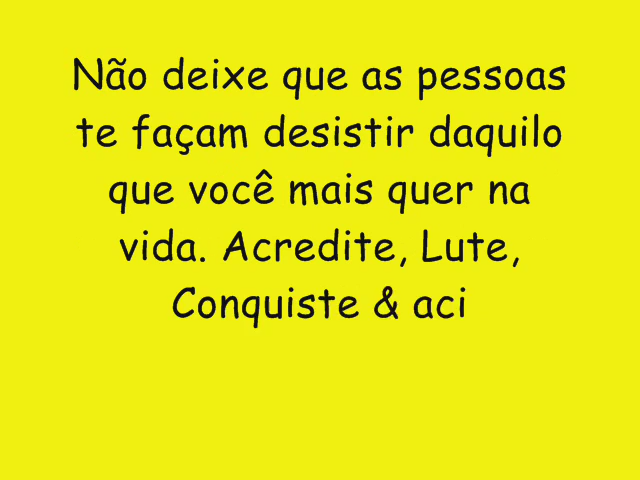 Não deixe que as pessoas
te façam desistir daquilo
que você mais quer na
vida. Acredite, Lute,
Conquiste & aci